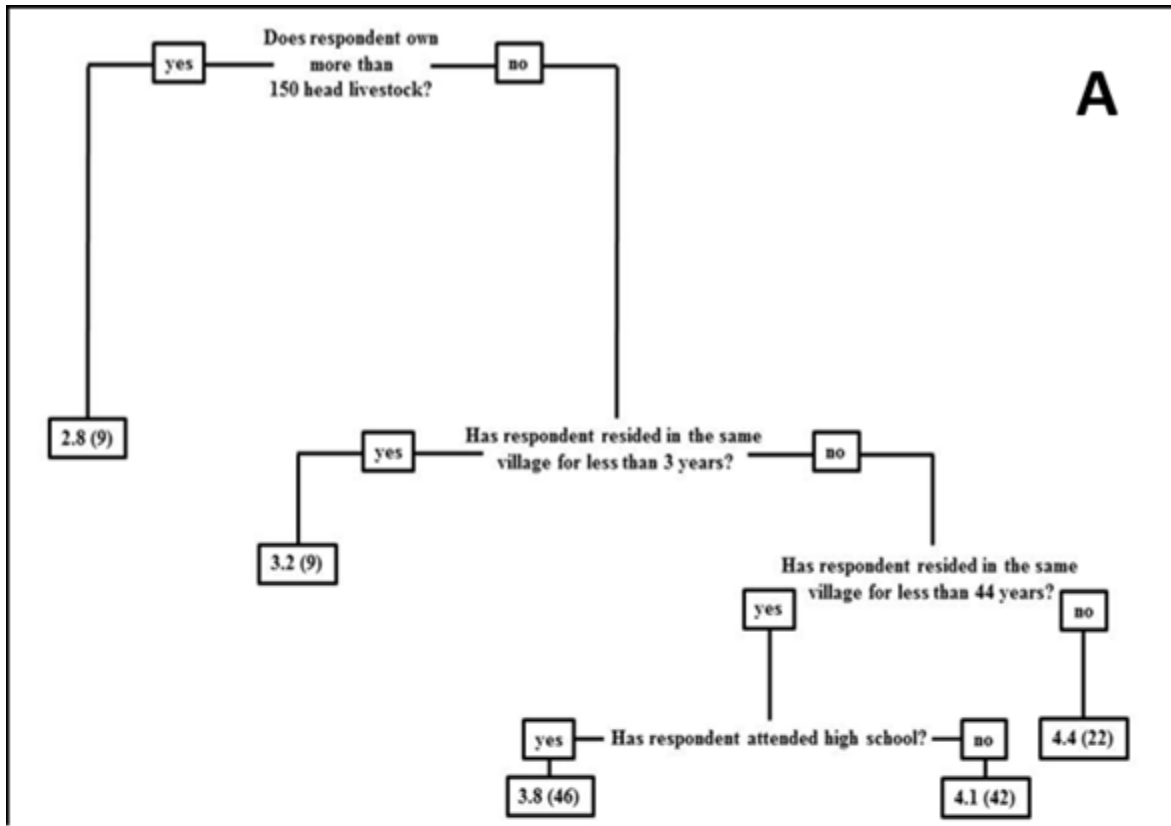 Does respondent own
more than
150 head livestock?
yes
no
A
2.8 (9)
Has respondent resided in the same
village for less than 3 years?
yes
no
3.2 (9)
Has respondent resided in the same
village for less than 44 years?
yes
no
Has respondent attended high school?
yes
no
4.4 (22)
3.8 (46)
4.1 (42)